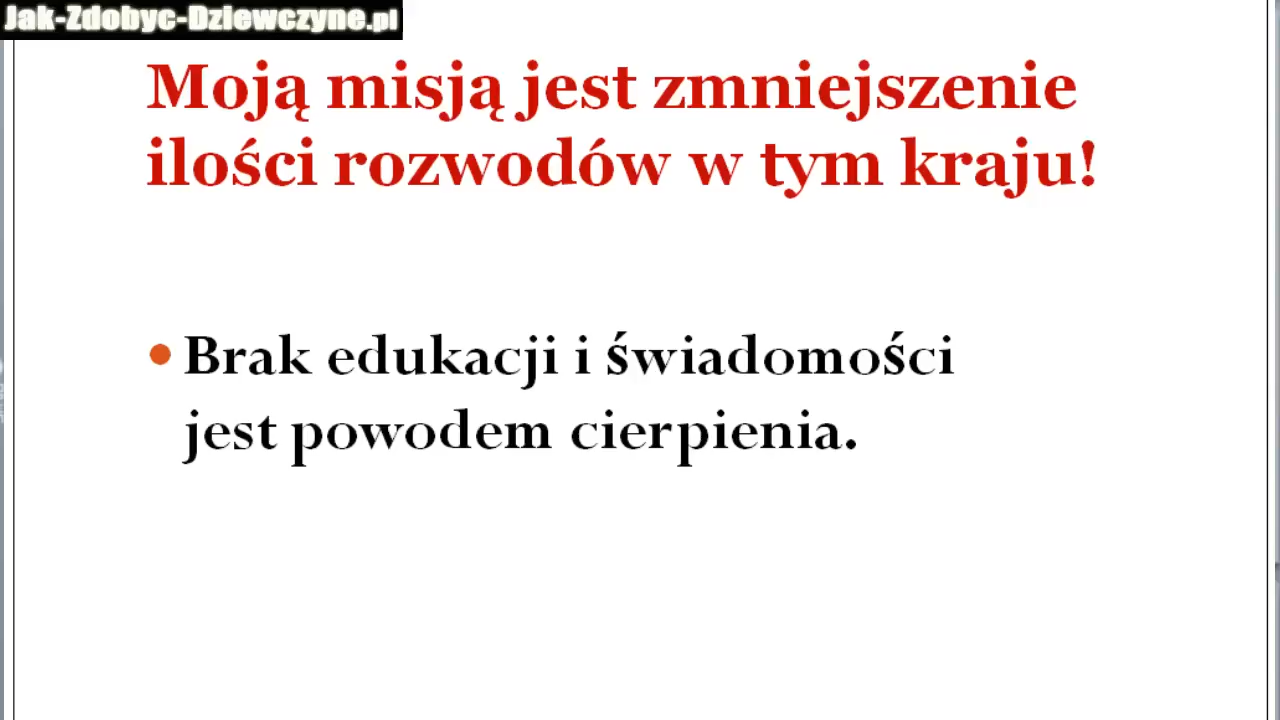 Jak-Zdobyc-Dziewczyne.pl
Moją misją jest zmniejszenie
ilości rozwodów w tym kraju!
• Brak edukacji i świadomości
jest powodem cierpienia.